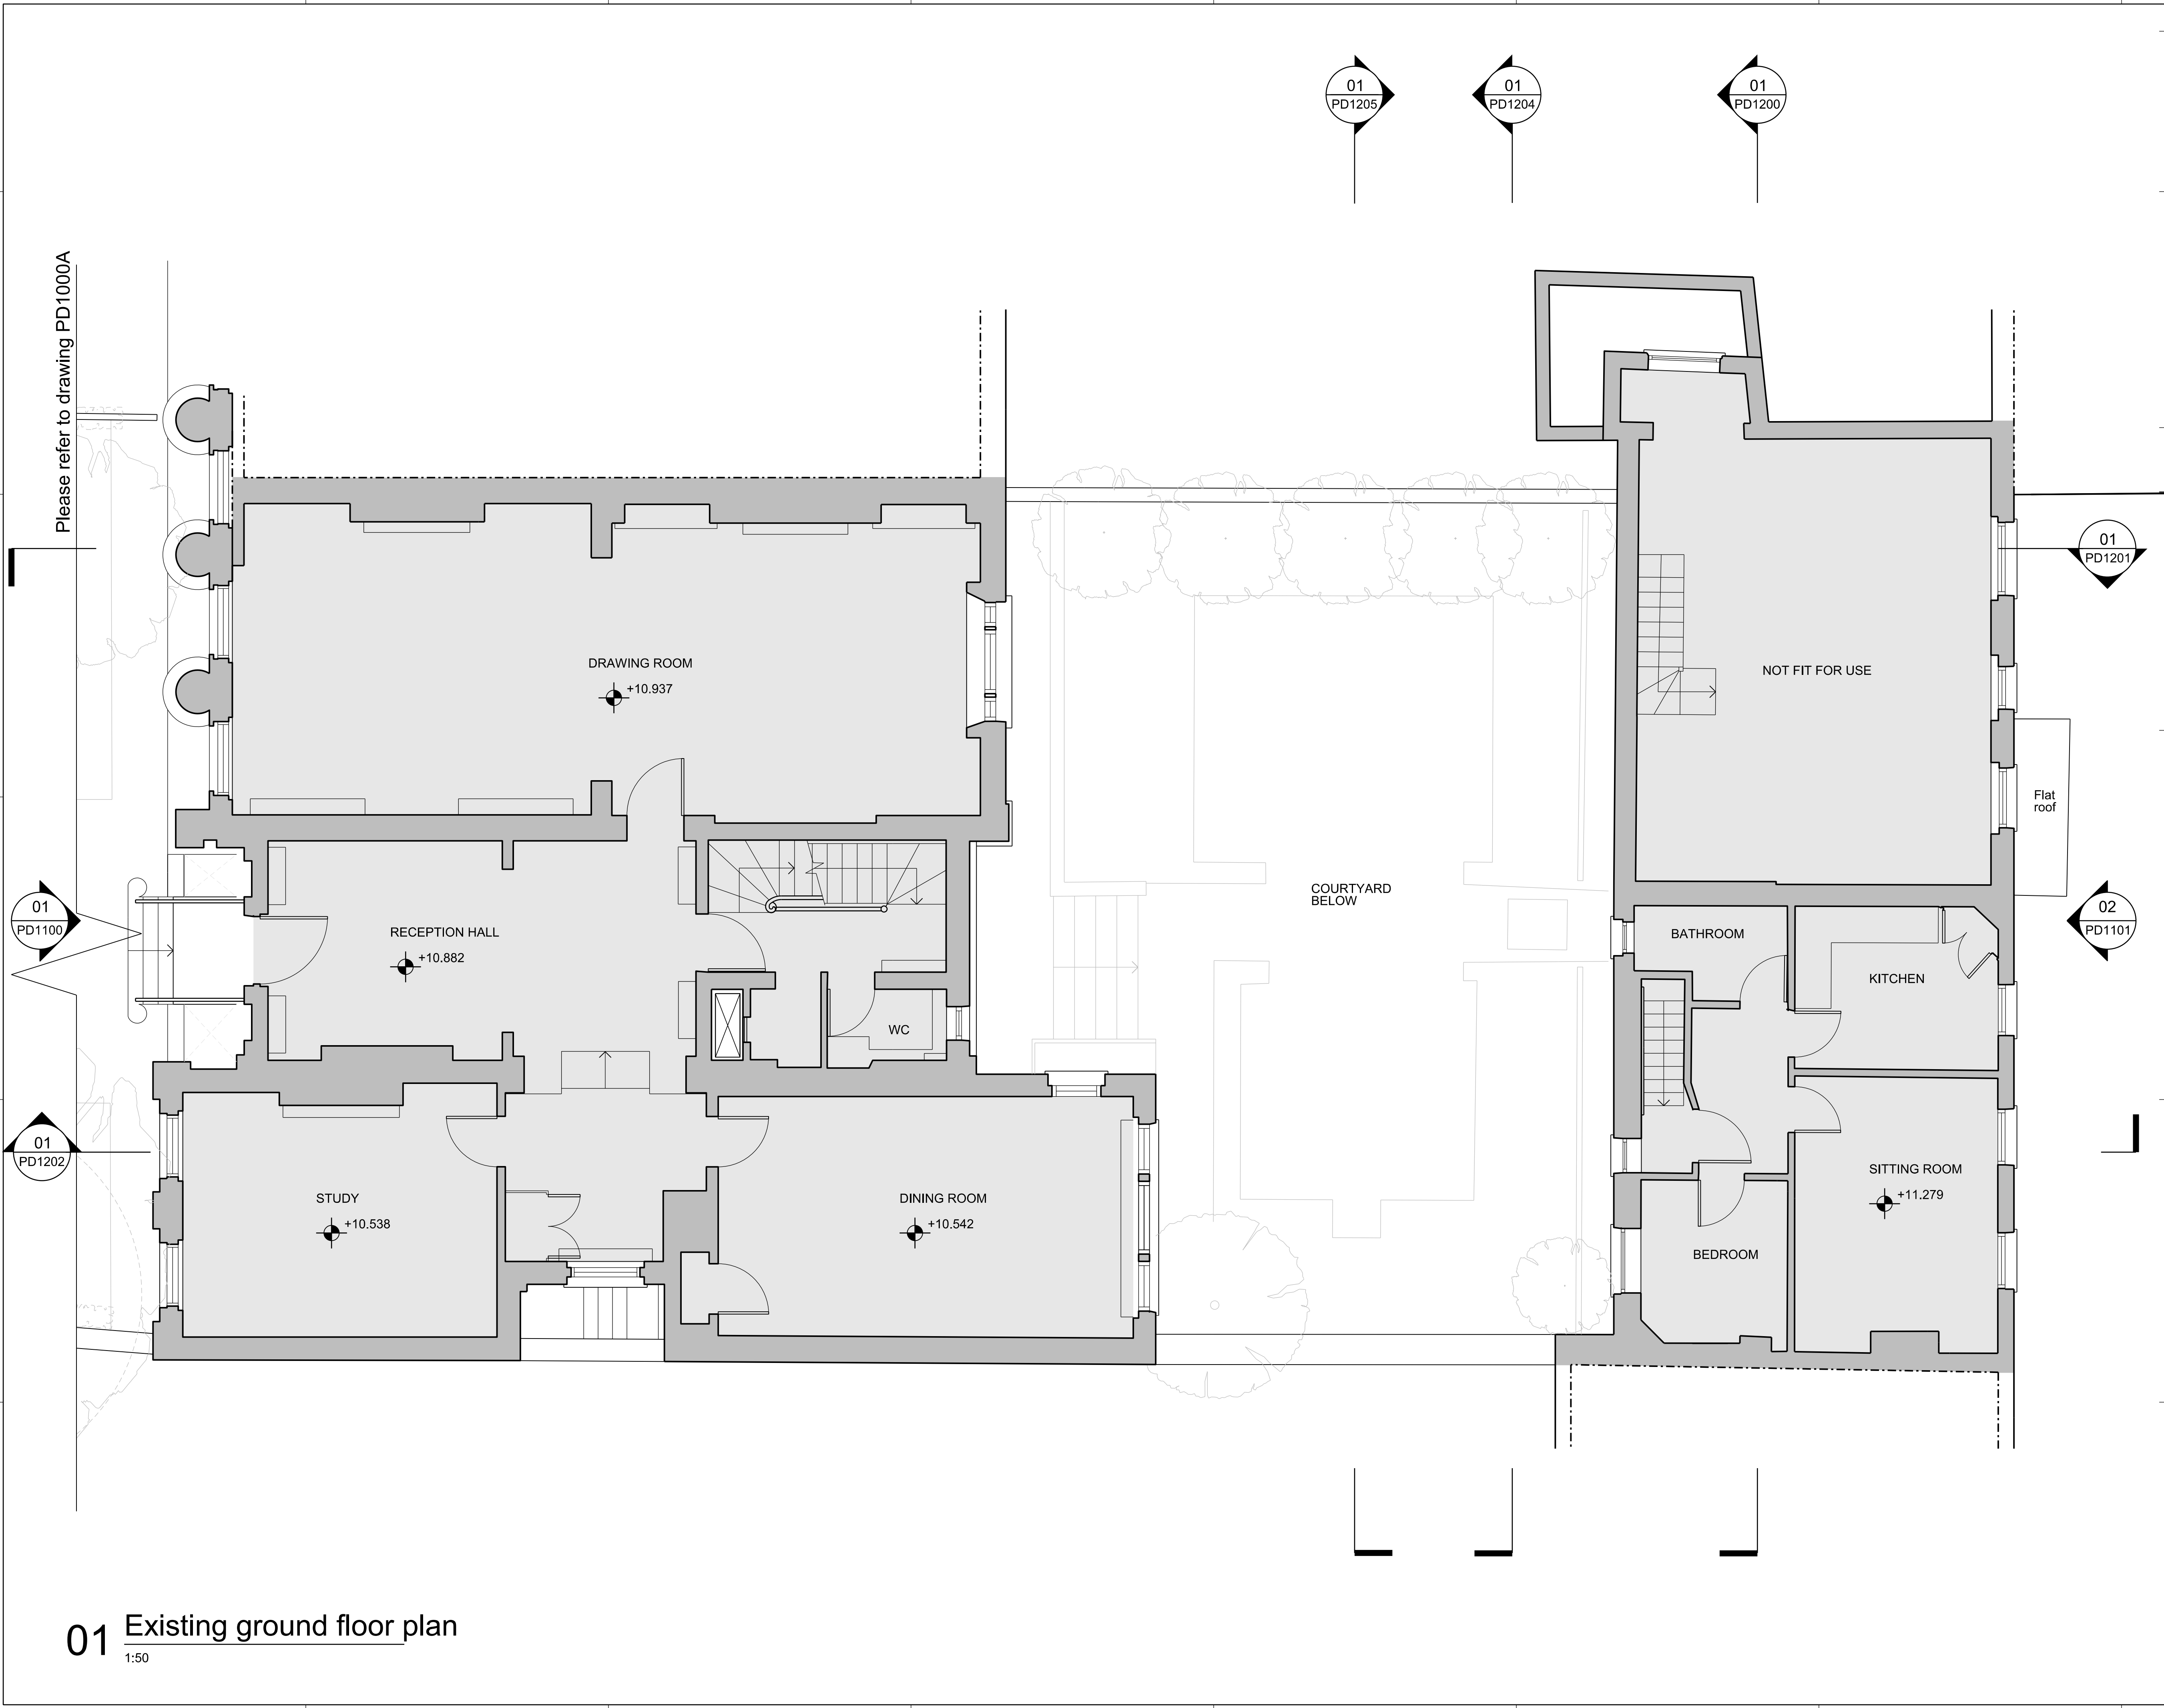 01
PD1205
01
PD1204
01
PD1200
Please refer to drawing PD1000A
01
PD1201
DRAWING ROOM
+10.937
NOT FIT FOR USE
Flat
roof
COURTYARD
BELOW
01
PD1100
RECEPTION HALL
+10.882
02
PD1101
BATHROOM
KITCHEN
WC
01
PD1202
STUDY
+10.538
DINING ROOM
+10.542
SITTING ROOM
+11.279
BEDROOM
01 Existing ground floor plan
1:50